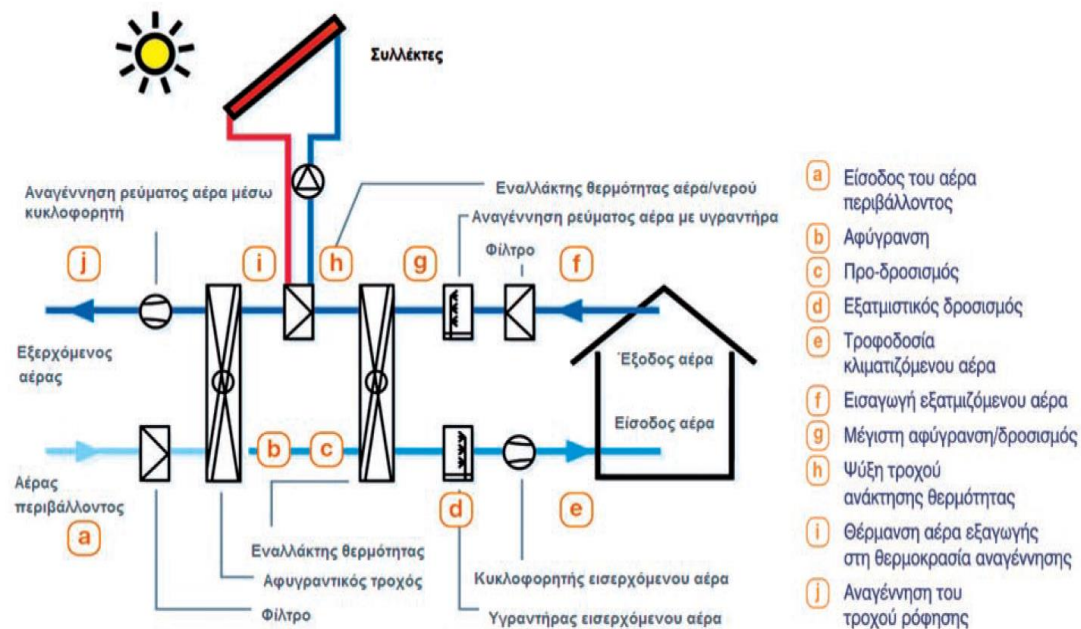 Συλλέκτες
Αναγέννηση ρεύματος αέρα μέσω
κυκλοφορητή
Εναλλάκτης θερμότητας αέρα/νερού
Αναγέννηση ρεύματος αέρα με υγραντήρα
Φίλτρο
j
i
h
g
f
Εξερχόμενος
αέρας
Έξοδος αέρα
Είσοδος αέρα
b
c
Αέρας
περιβάλλοντος
a
d
e
Εναλλάκτης θερμότητας
Αφυγραντικός τροχός
Φίλτρο
Κυκλοφορητής εισερχόμενου αέρα
Υγραντήρας εισερχόμενου αέρα
a Είσοδος του αέρα
περιβάλλοντος
b Αφύγρανση
c Προ-δροσισμός
d Εξατμιστικός δροσισμός
e Τροφοδοσία
κλιματιζόμενου αέρα
f Εισαγωγή εξατμιζόμενου αέρα
g Μέγιστη αφύγρανση/δροσισμός
h Ψύξη τροχού
ανάκτησης θερμότητας
i Θέρμανση αέρα εξαγωγής
στη θερμοκρασία αναγέννησης
j Αναγέννηση του
τροχού ρόφησης